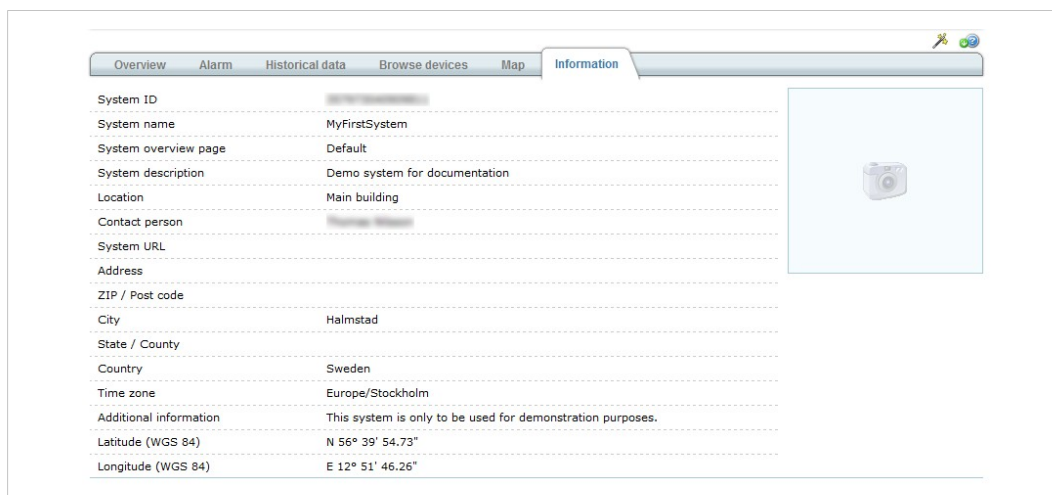 Overview Alarm Historical data Browse devices Map Information
System ID
System name MyFirstSystem
System overview page Default
System description Demo system for documentation
Location Main building
Contact person
System URL
Address
ZIP / Post code
City Halmstad
State / County
Country Sweden
Time zone Europe/Stockholm
Additional information This system is only to be used for demonstration purposes.
Latitude (WGS 84) N 56º 39' 54.73"
Longitude (WGS 84) E 12º 51' 46.26"